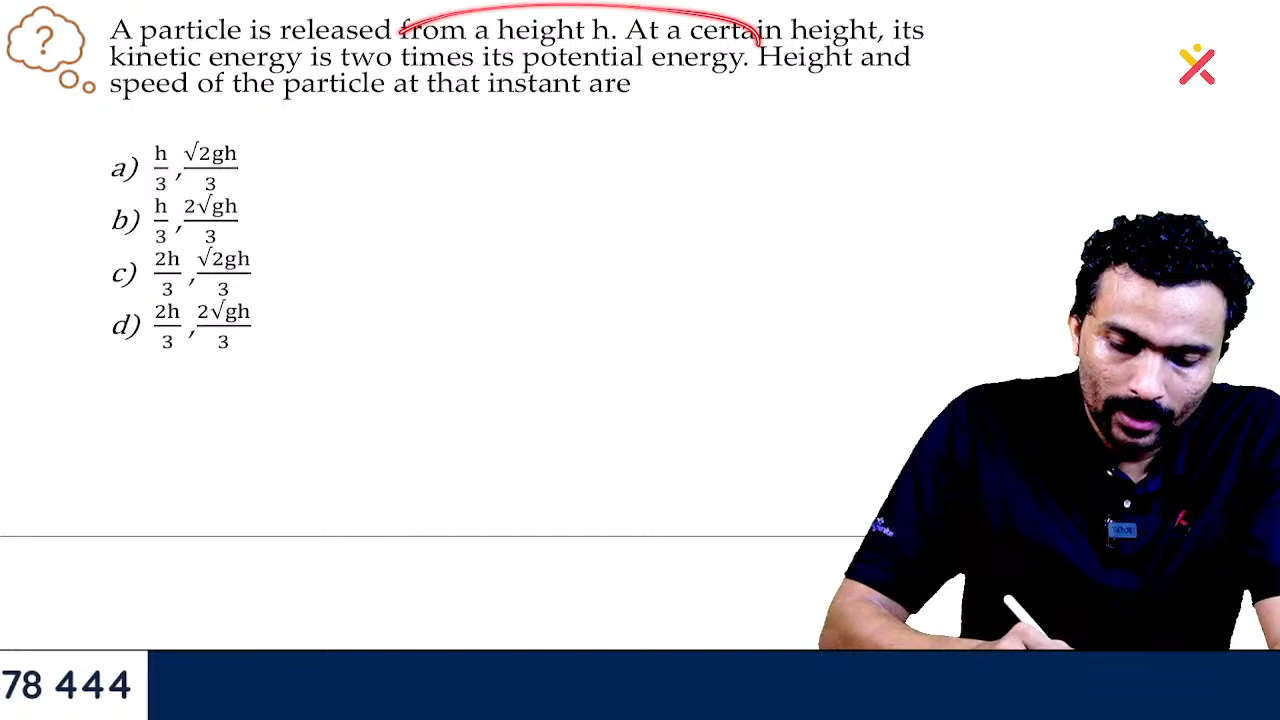 ?
A particle is released from a height h. At a certain height, its
kinetic energy is two times its potential energy. Height and
speed of the particle at that instant are
a) h/3 , √2gh/3
b) h/3 , 2√gh/3
c) 2h/3 , √2gh/3
d) 2h/3 , 2√gh/3
78 444